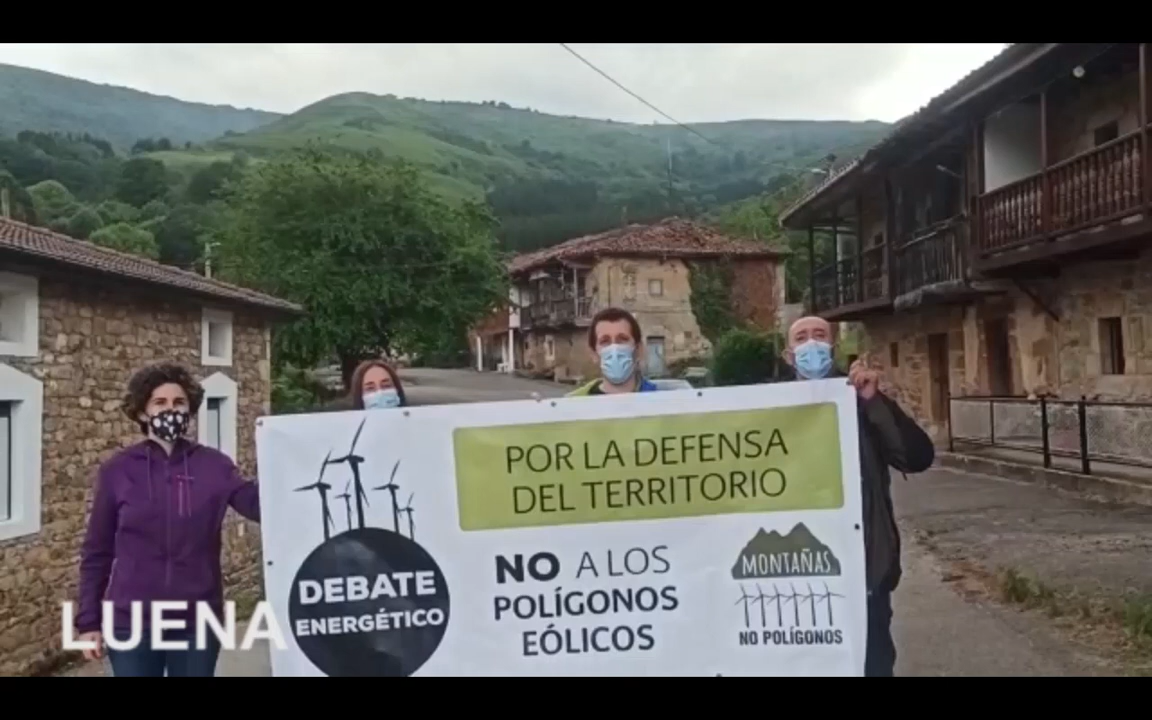 POR LA DEFENSA
DEL TERRITORIO
DEBATE
ENERGÉTICO
NO A LOS
POLÍGONOS
EÓLICOS
MONTAÑAS
NO POLÍGONOS
LUENA